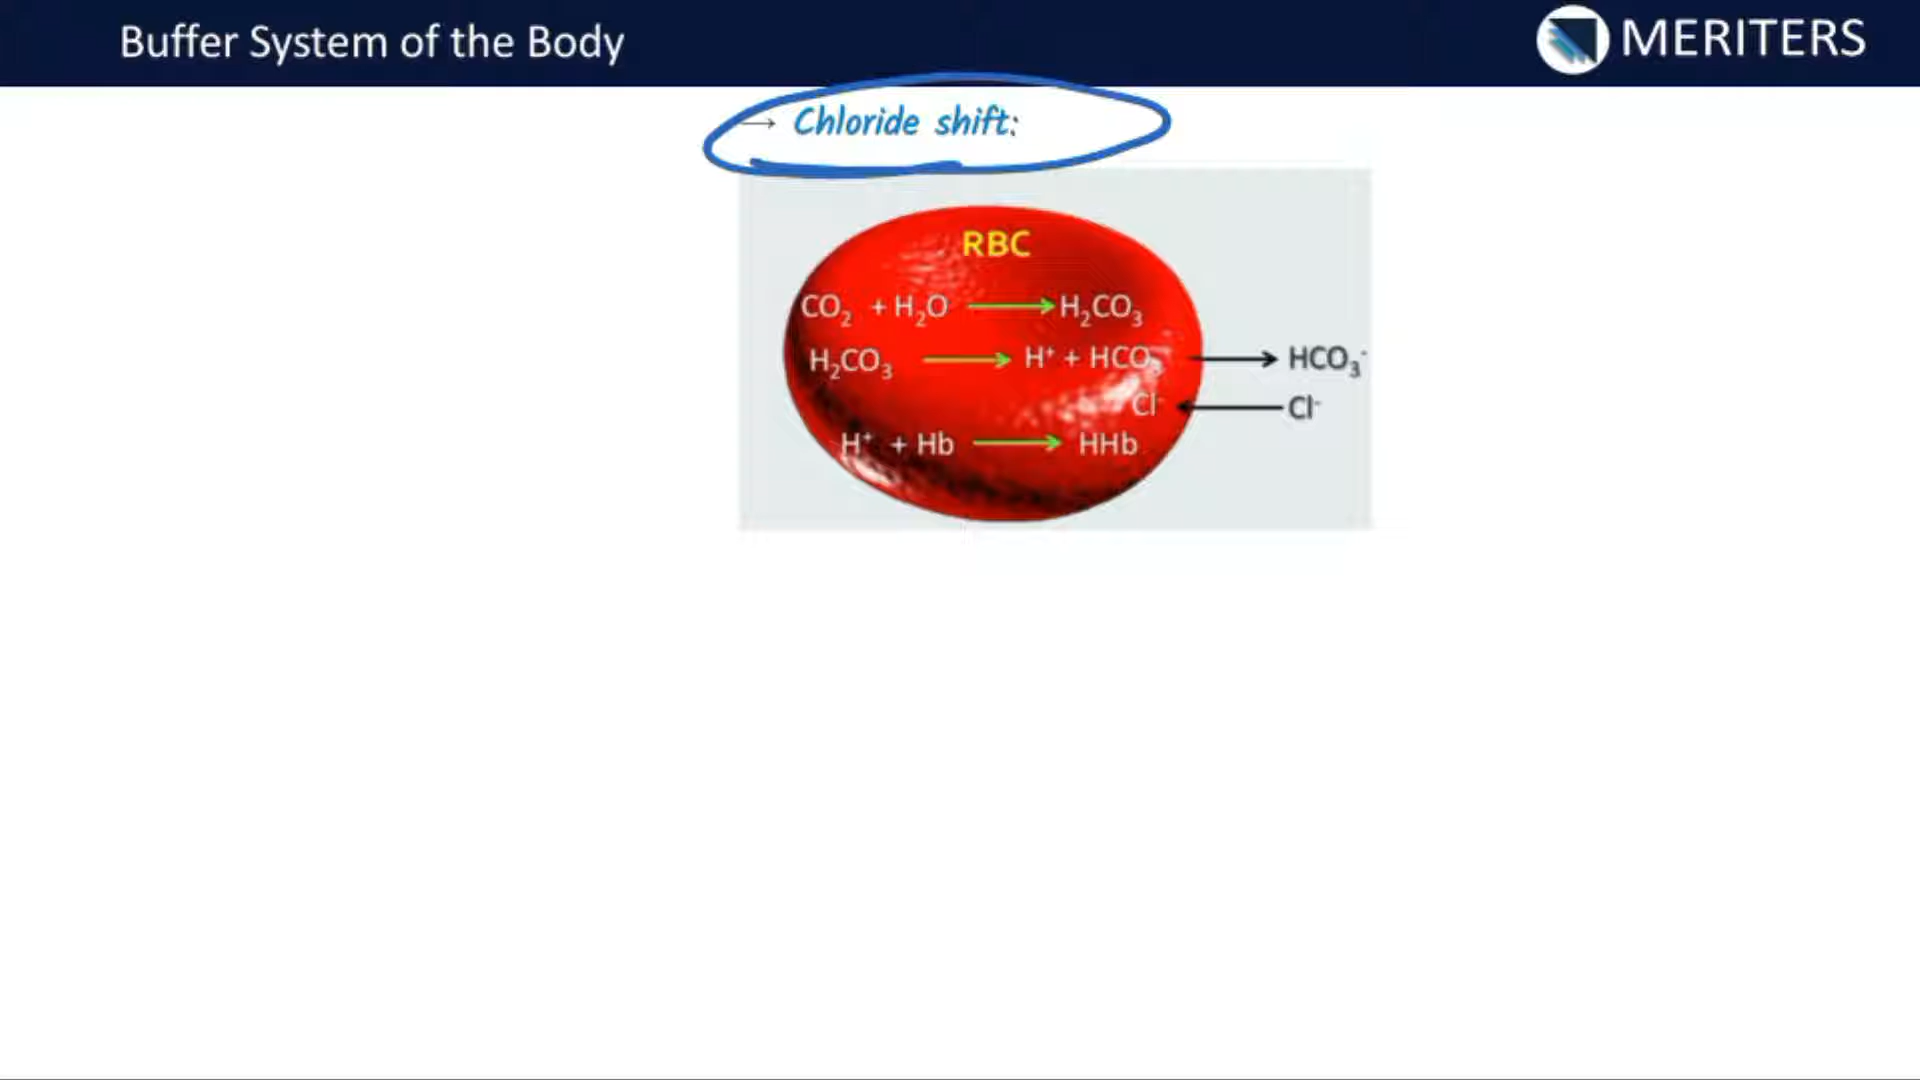 Buffer System of the Body
MERITERS
→ Chloride shift:
RBC
CO₂ + H₂O → H₂CO₃
H₂CO₃ → H⁺ + HCO₃⁻ → HCO₃⁻
Cl⁻ ← Cl⁻
H⁺ + Hb → HHb